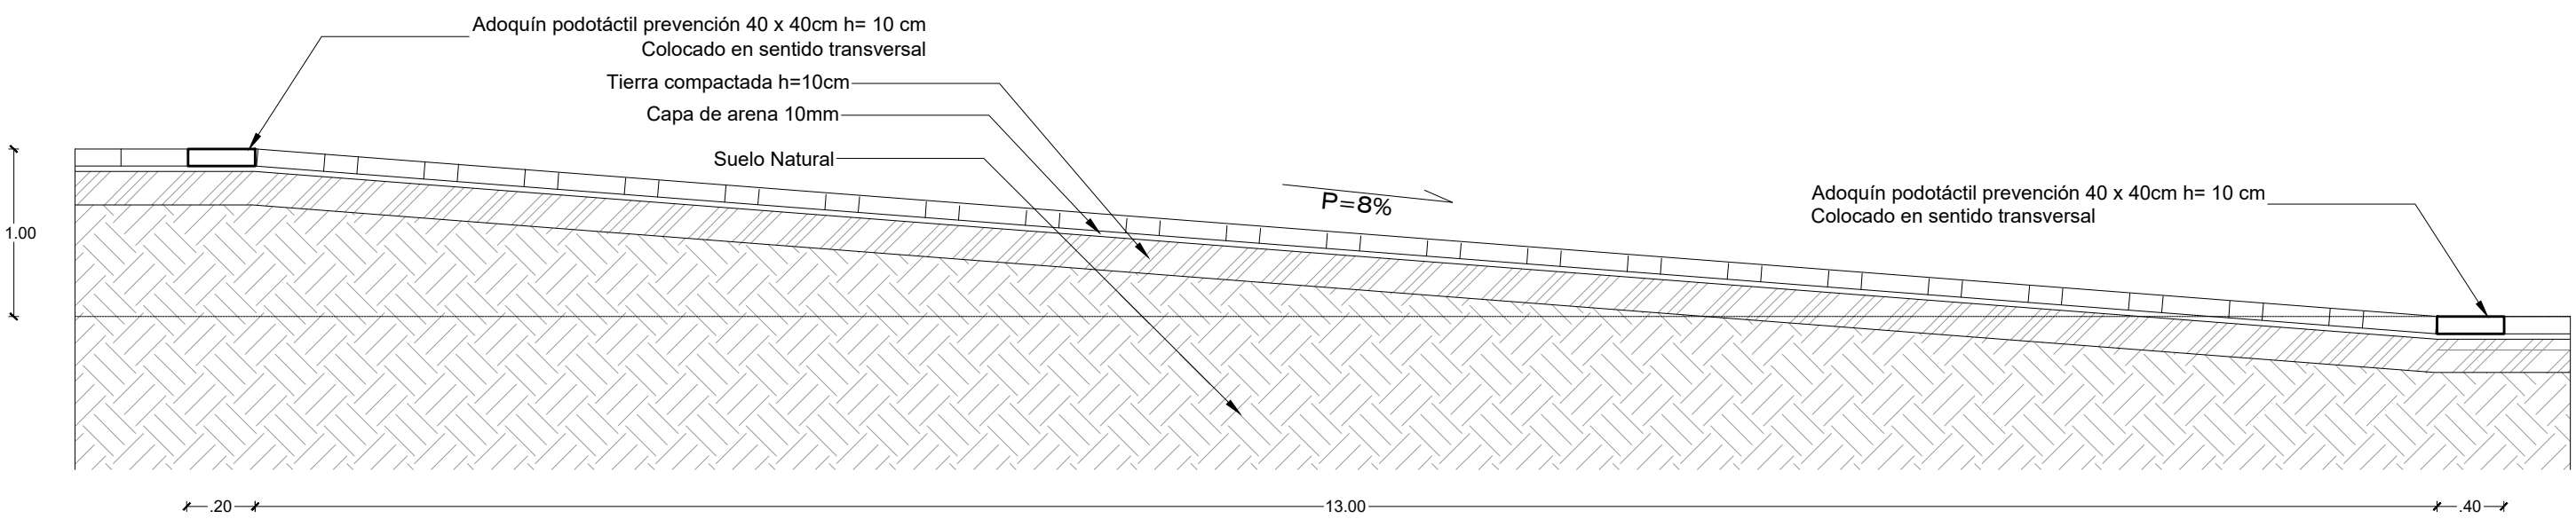 Adoquín podotáctil prevención 40 x 40cm h= 10 cm
Colocado en sentido transversal
Tierra compactada h=10cm
Capa de arena 10mm
Suelo Natural
P=8%
Adoquín podotáctil prevención 40 x 40cm h= 10 cm
Colocado en sentido transversal
1.00
.20
13.00
.40